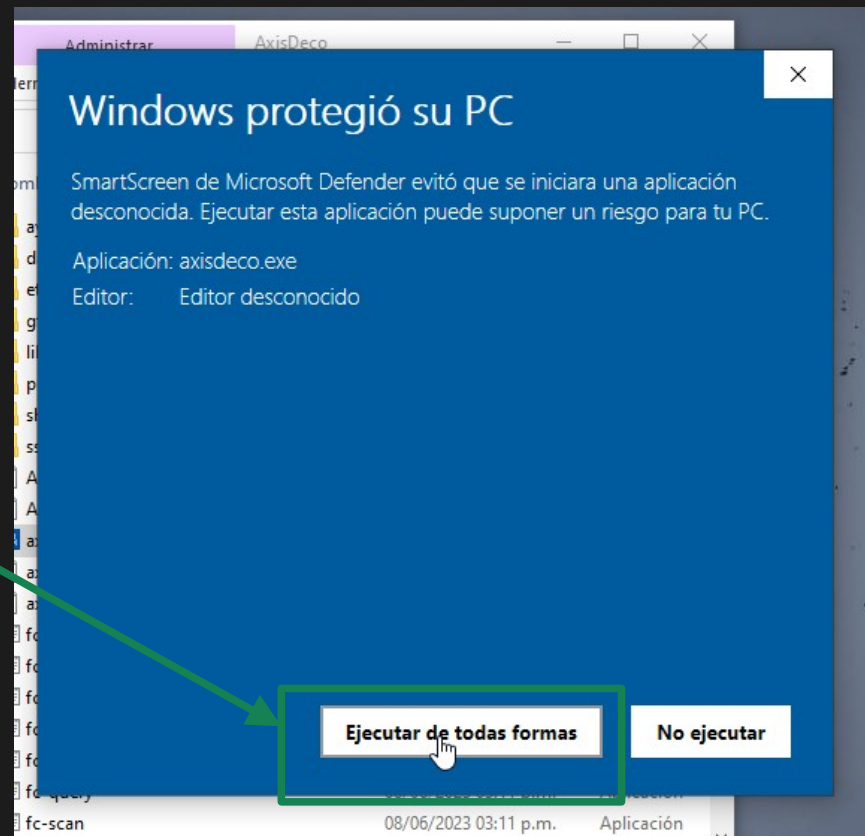 Administrar
AxisDeco
Windows protegió su PC
SmartScreen de Microsoft Defender evitó que se iniciara una aplicación
desconocida. Ejecutar esta aplicación puede suponer un riesgo para tu PC.
Aplicación: axisdeco.exe
Editor: Editor desconocido
Ejecutar de todas formas
No ejecutar
fc-scan 08/06/2023 03:11 p.m. Aplicación